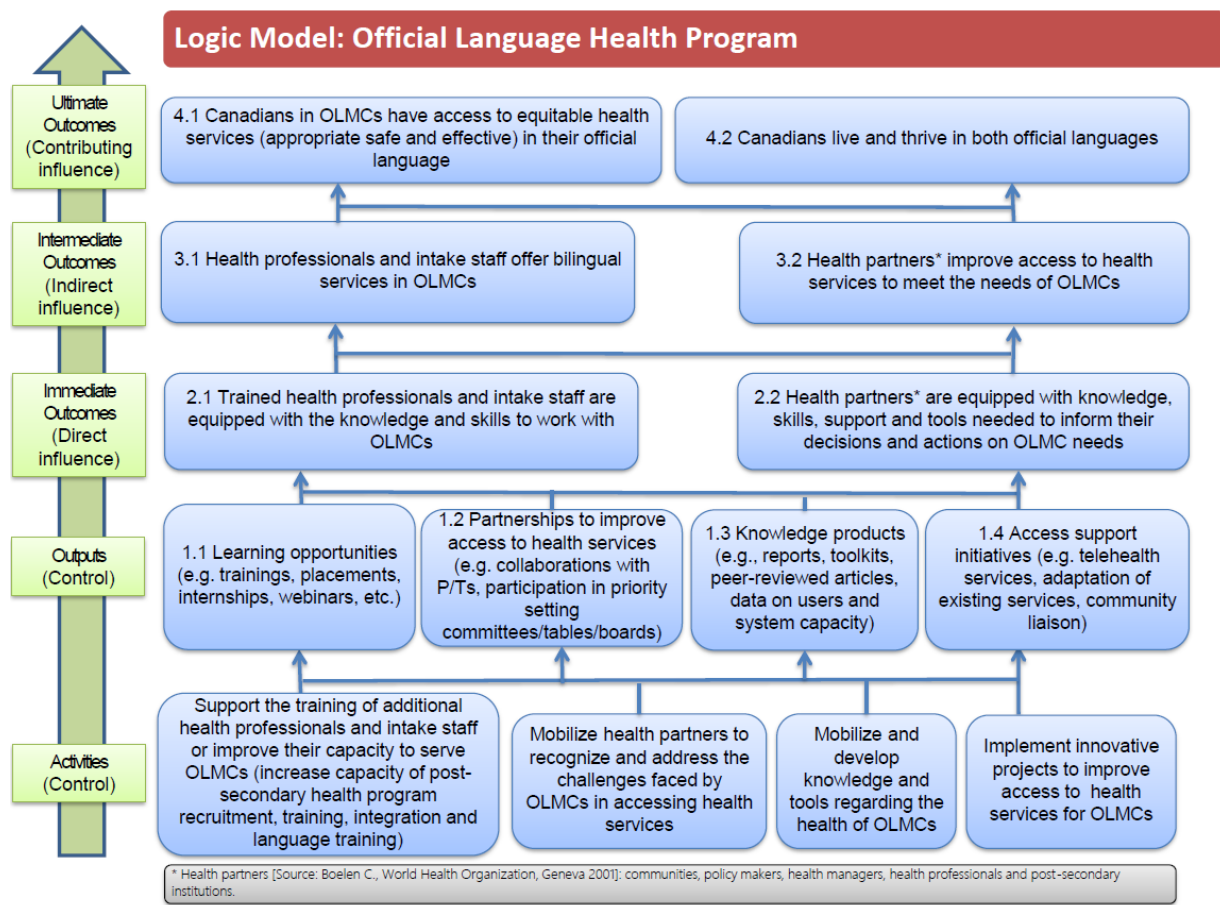 Logic Model: Official Language Health Program
Ultimate
Outcomes
(Contributing
influence)
4.1 Canadians in OLMCs have access to equitable health
services (appropriate safe and effective) in their official
language
4.2 Canadians live and thrive in both official languages
Intermediate
Outcomes
(Indirect
influence)
3.1 Health professionals and intake staff offer bilingual
services in OLMCs
3.2 Health partners* improve access to health
services to meet the needs of OLMCs
Immediate
Outcomes
(Direct
influence)
2.1 Trained health professionals and intake staff are
equipped with the knowledge and skills to work with
OLMCs
2.2 Health partners* are equipped with knowledge,
skills, support and tools needed to inform their
decisions and actions on OLMC needs
Outputs
(Control)
1.1 Learning opportunities
(e.g. trainings, placements,
internships, webinars, etc.)
1.2 Partnerships to improve
access to health services
(e.g. collaborations with
P/Ts, participation in priority
setting
committees/tables/boards)
1.3 Knowledge products
(e.g., reports, toolkits,
peer-reviewed articles,
data on users and
system capacity)
1.4 Access support
initiatives (e.g. telehealth
services, adaptation of
existing services, community
liaison)
Activities
(Control)
Support the training of additional
health professionals and intake staff
or improve their capacity to serve
OLMCs (increase capacity of post-
secondary health program
recruitment, training, integration and
language training)
Mobilize health partners to
recognize and address the
challenges faced by
OLMCs in accessing health
services
Mobilize and
develop
knowledge and
tools regarding the
health of OLMCs
Implement innovative
projects to improve
access to health
services for OLMCs
* Health partners [Source: Boelen C., World Health Organization, Geneva 2001]: communities, policy makers, health managers, health professionals and post-secondary
institutions.